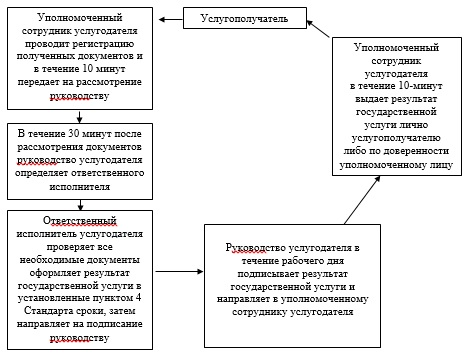 Услугополучатель
Уполномоченный
сотрудник услугодателя
проводит регистрацию
полученных документов и
в течение 10 минут
передает на рассмотрение
руководству
В течение 30 минут после
рассмотрения документов
руководство услугодателя
определяет ответственного
исполнителя
Ответственный
исполнитель услугодателя
проверяет все
необходимые документы
оформляет результат
государственной услуги в
установленные пунктом 4
Стандарта сроки, затем
направляет на подписание
руководству
Руководство услугодателя в
течение рабочего дня
подписывает результат
государственной услуги и
направляет в уполномоченному
сотруднику услугодателя
Уполномоченный
сотрудник
услугодателя
в течение 10-минут
выдает результат
государственной
услуги лично
услугополучателю
либо по доверенности
уполномоченному лицу